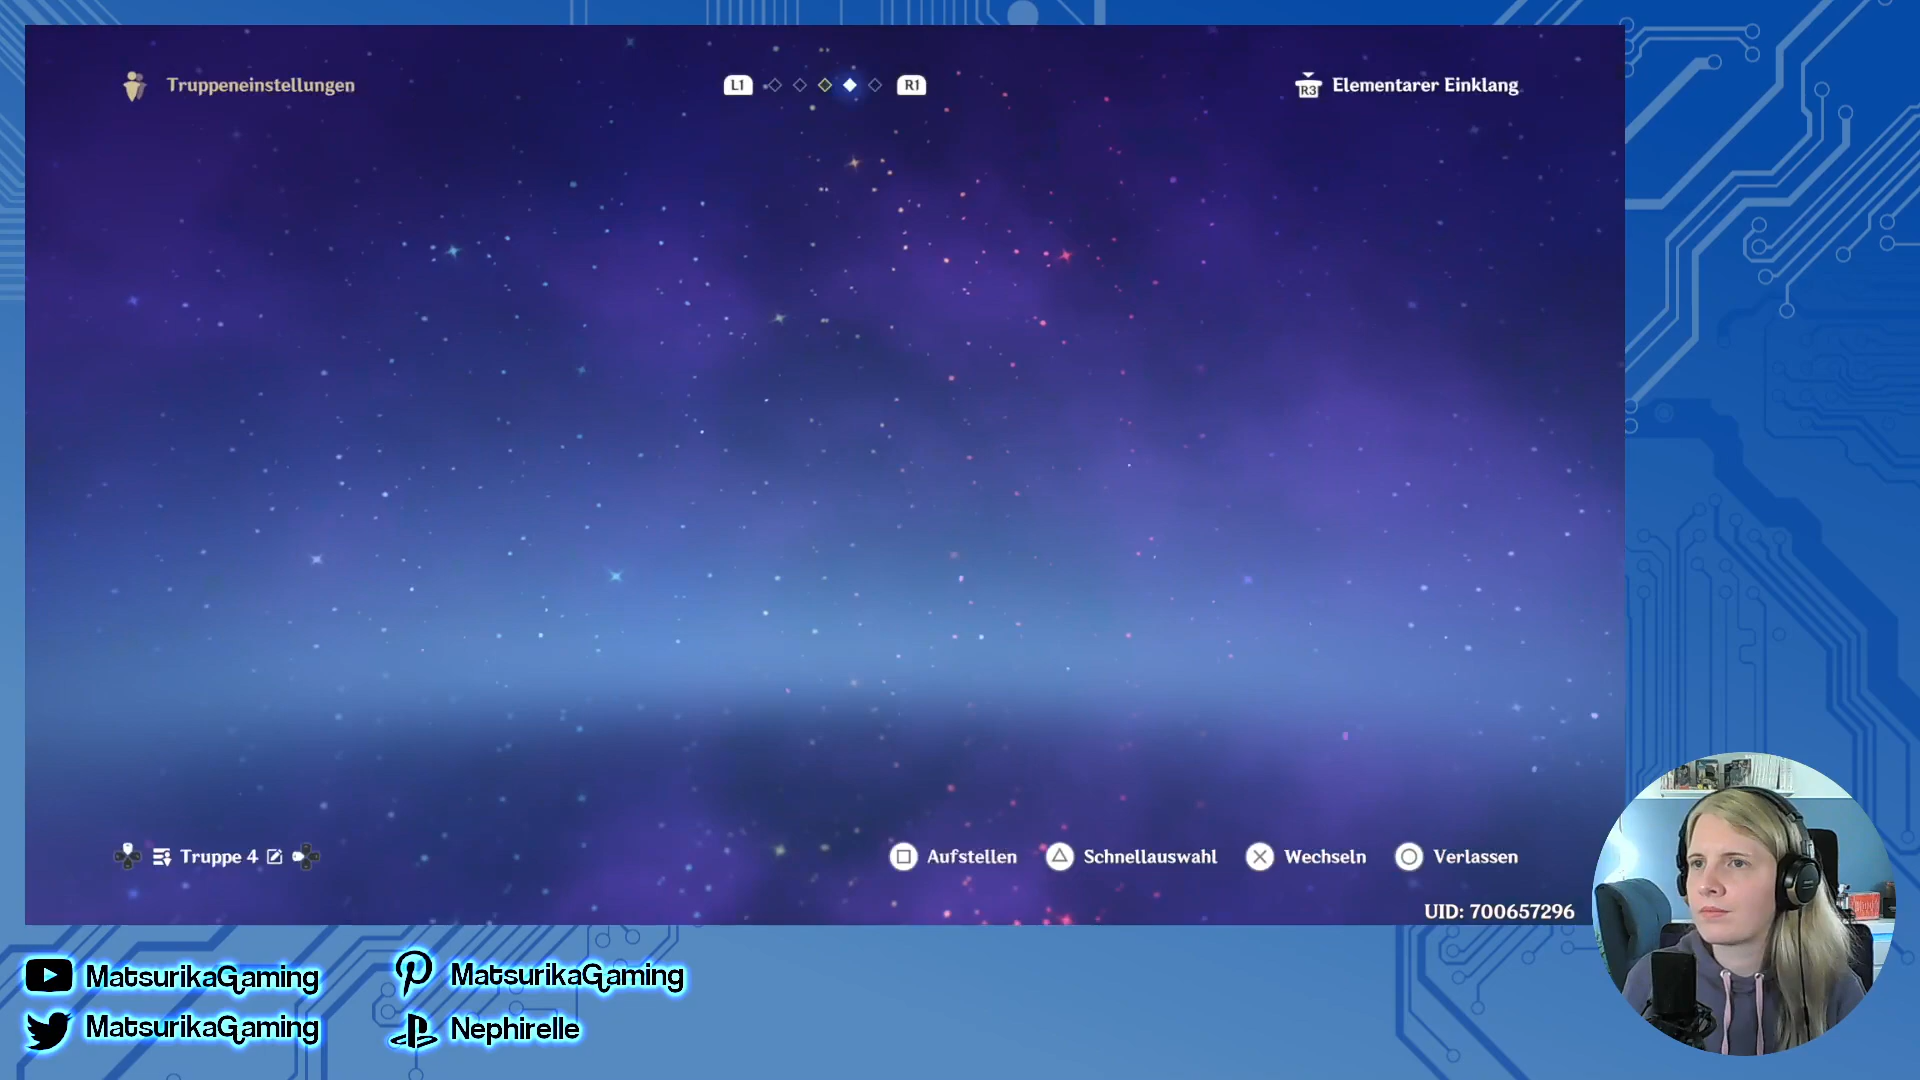 Truppeneinstellungen
L1
R1
R3
Elementarer Einklang
Truppe 4
Aufstellen
Schnellauswahl
Wechseln
Verlassen
UID: 700657296
MatsurikaGaming
MatsurikaGaming
MatsurikaGaming
Nephirelle